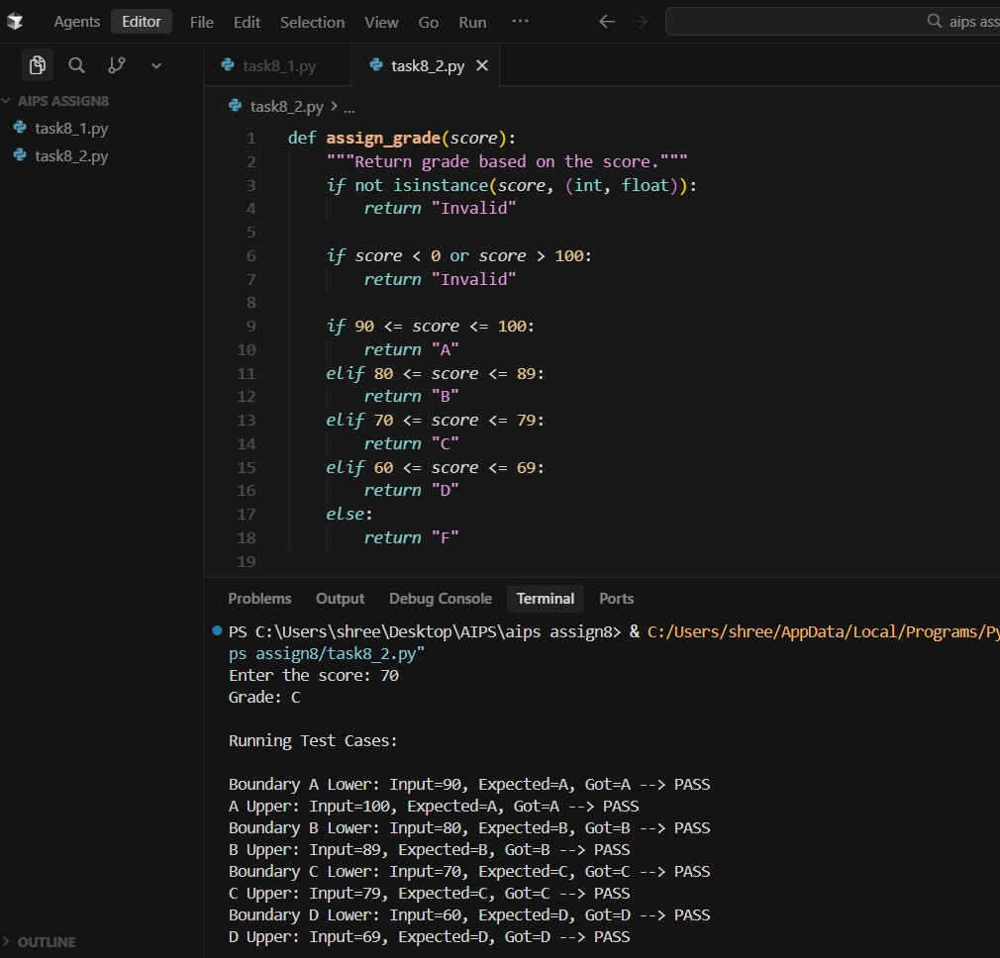 Agents Editor File Edit Selection View Go Run ... aips ass
task8_1.py task8_2.py
AIPS ASSIGN8
task8_1.py
task8_2.py
task8_2.py > ...
1 def assign_grade(score):
2     """Return grade based on the score."""
3     if not isinstance(score, (int, float)):
4         return "Invalid"
5
6     if score < 0 or score > 100:
7         return "Invalid"
8
9     if 90 <= score <= 100:
10         return "A"
11     elif 80 <= score <= 89:
12         return "B"
13     elif 70 <= score <= 79:
14         return "C"
15     elif 60 <= score <= 69:
16         return "D"
17     else:
18         return "F"
19
Problems Output Debug Console Terminal Ports
PS C:\Users\shree\Desktop\AIPS\aips assign8> & C:/Users/shree/AppData/Local/Programs/Py
ps assign8/task8_2.py"
Enter the score: 70
Grade: C
Running Test Cases:
Boundary A Lower: Input=90, Expected=A, Got=A --> PASS
A Upper: Input=100, Expected=A, Got=A --> PASS
Boundary B Lower: Input=80, Expected=B, Got=B --> PASS
B Upper: Input=89, Expected=B, Got=B --> PASS
Boundary C Lower: Input=70, Expected=C, Got=C --> PASS
C Upper: Input=79, Expected=C, Got=C --> PASS
Boundary D Lower: Input=60, Expected=D, Got=D --> PASS
D Upper: Input=69, Expected=D, Got=D --> PASS
OUTLINE